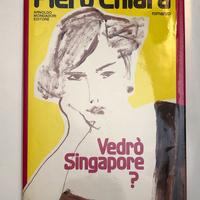 Piero Chiara
ARNOLDO
MONDADORI
EDITORE
romanzo
Vedrò
Singapore
?